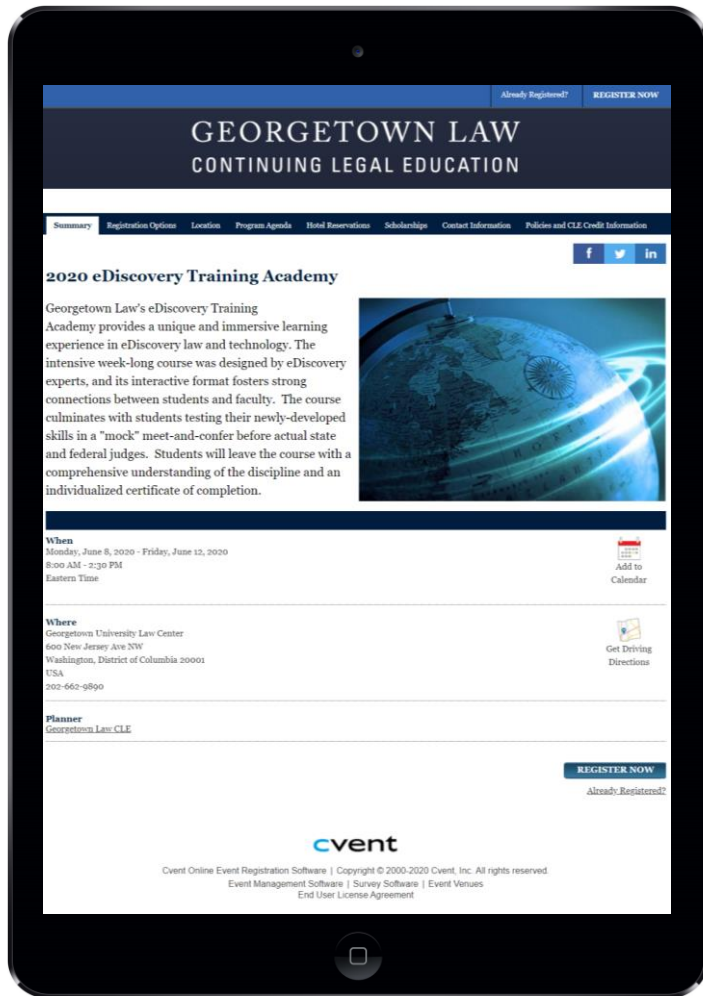 Already Registered? REGISTER NOW
GEORGETOWN LAW
CONTINUING LEGAL EDUCATION
Summary Registration Options Location Program Agenda Hotel Reservations Scholarships Contact Information Policies and CLE Credit Information
f in
2020 eDiscovery Training Academy
Georgetown Law's eDiscovery Training
Academy provides a unique and immersive learning
experience in eDiscovery law and technology. The
intensive week-long course was designed by eDiscovery
experts, and its interactive format fosters strong
connections between students and faculty. The course
culminates with students testing their newly-developed
skills in a "mock" meet-and-confer before actual state
and federal judges. Students will leave the course with a
comprehensive understanding of the discipline and an
individualized certificate of completion.
When
Monday, June 8, 2020 - Friday, June 12, 2020
8:00 AM - 2:30 PM
Eastern Time
Add to
Calendar
Where
Georgetown University Law Center
600 New Jersey Ave NW
Washington, District of Columbia 20001
USA
202-662-9890
Get Driving
Directions
Planner
Georgetown Law CLE
REGISTER NOW
Already Registered?
cvent
Cvent Online Event Registration Software | Copyright © 2000-2020 Cvent, Inc. All rights reserved.
Event Management Software | Survey Software | Event Venues
End User License Agreement